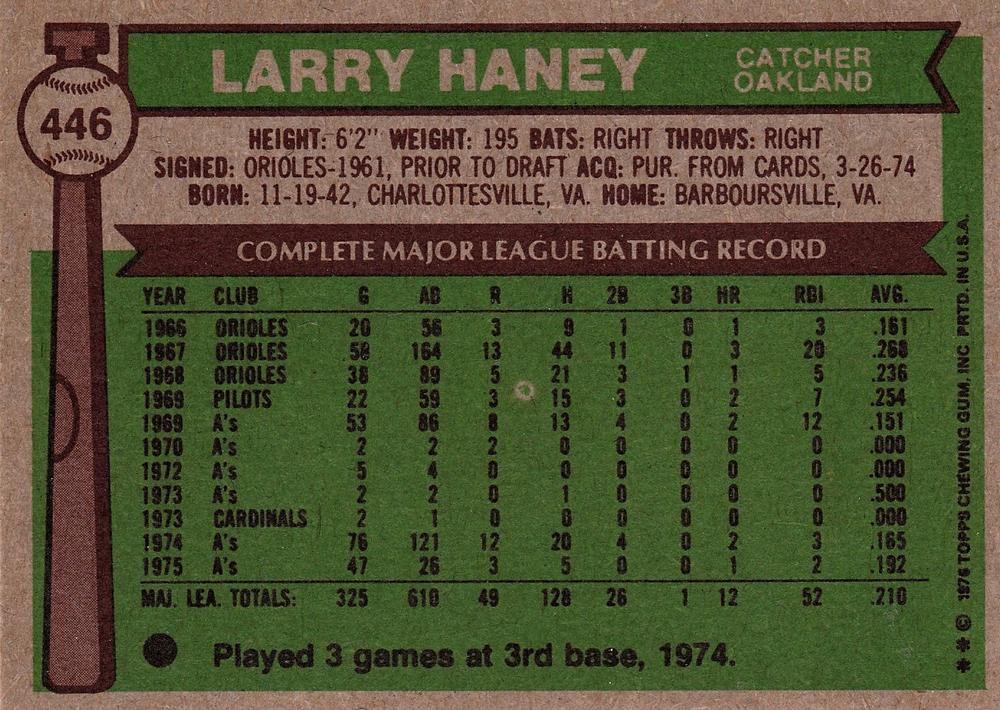 LARRY HANEY
CATCHER
OAKLAND
446
HEIGHT: 6'2" WEIGHT: 195 BATS: RIGHT THROWS: RIGHT
SIGNED: ORIOLES-1961, PRIOR TO DRAFT ACQ: PUR. FROM CARDS, 3-26-74
BORN: 11-19-42, CHARLOTTESVILLE, VA. HOME: BARBOURSVILLE, VA.
COMPLETE MAJOR LEAGUE BATTING RECORD
YEAR CLUB G AB R H 2B 3B HR RBI AVG.
1966 ORIOLES 20 56 3 9 1 0 1 3 .161
1967 ORIOLES 58 164 13 44 11 0 3 20 .268
1968 ORIOLES 38 89 5 21 3 1 1 5 .236
1969 PILOTS 22 59 3 15 3 0 2 7 .254
1969 A's 53 86 8 13 4 0 2 12 .151
1970 A's 2 2 2 0 0 0 0 0 .000
1972 A's 5 4 0 0 0 0 0 0 .000
1973 A's 2 2 0 1 0 0 0 0 .500
1973 CARDINALS 2 1 0 0 0 0 0 0 .000
1974 A's 76 121 12 20 4 0 2 3 .165
1975 A's 47 26 3 5 0 0 1 2 .192
MAJ. LEA. TOTALS: 325 610 49 128 26 1 12 52 .210
Played 3 games at 3rd base, 1974.
* * © 1976 TOPPS CHEWING GUM, INC PRTD. IN U.S.A.